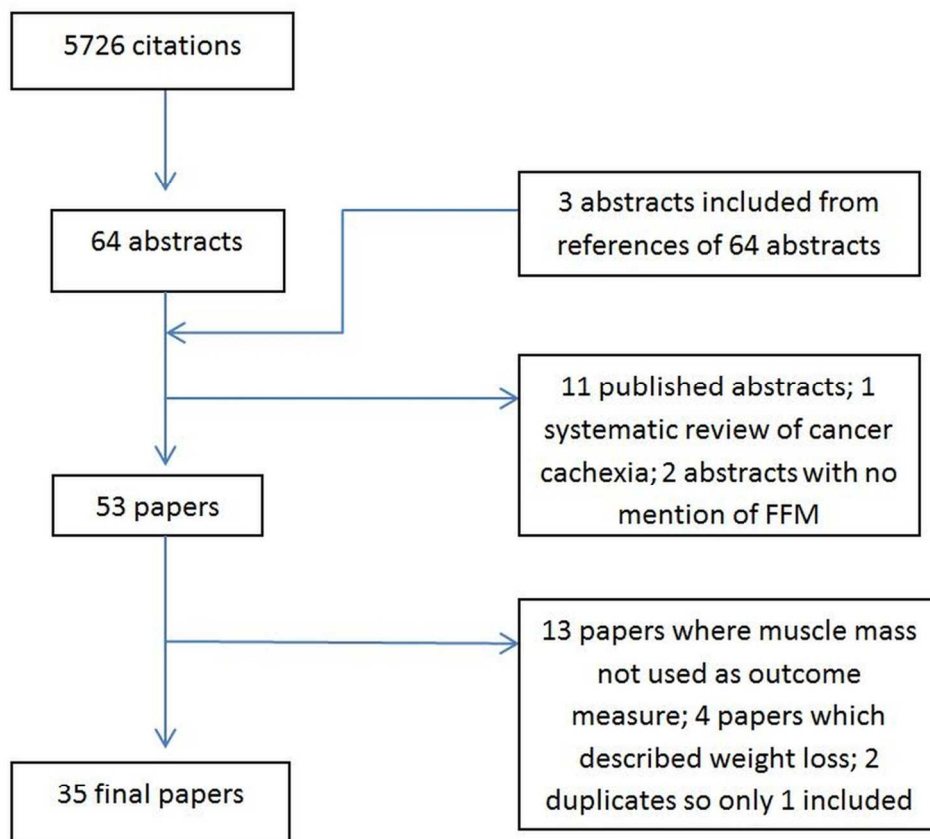 5726 citations
64 abstracts
3 abstracts included from
references of 64 abstracts
11 published abstracts; 1
systematic review of cancer
cachexia; 2 abstracts with no
mention of FFM
53 papers
13 papers where muscle mass
not used as outcome
measure; 4 papers which
described weight loss; 2
duplicates so only 1 included
35 final papers